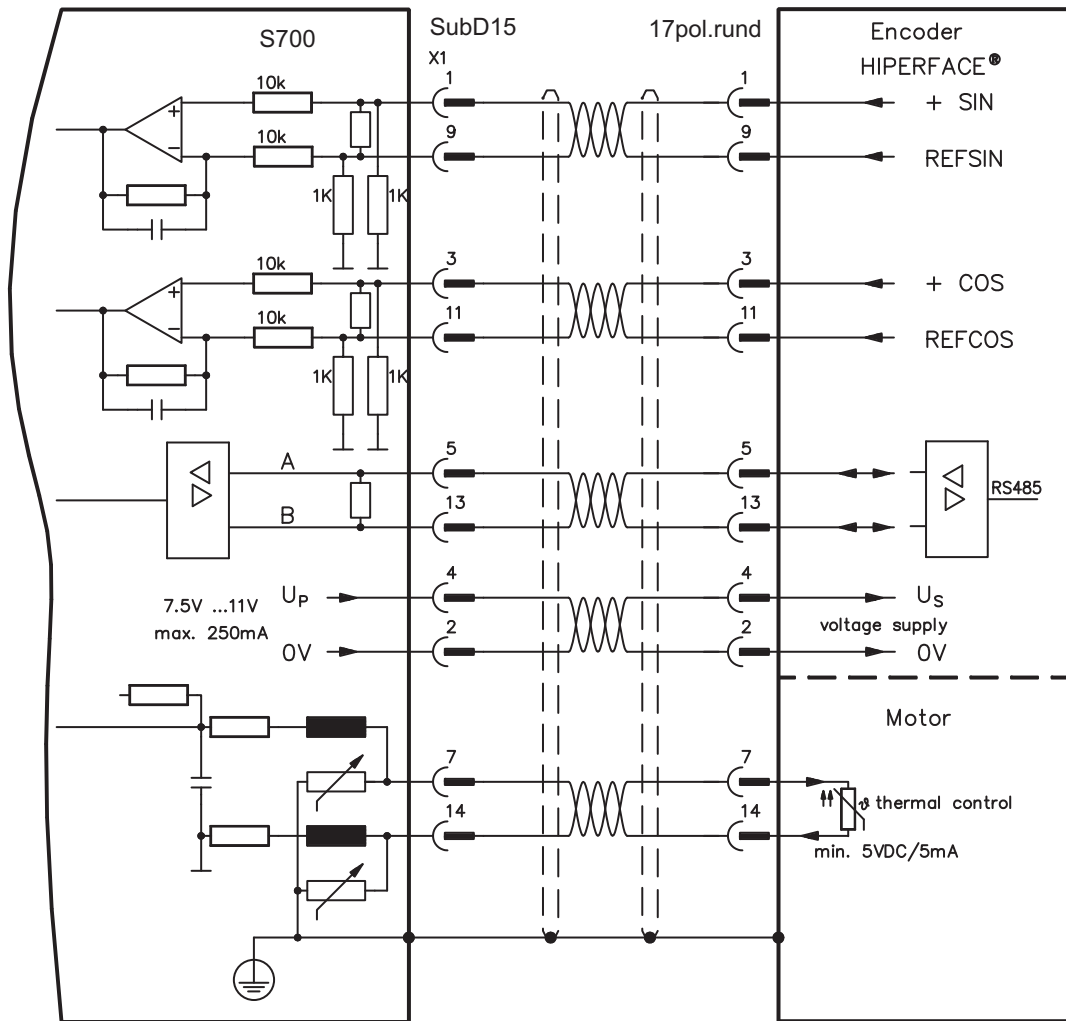 S700
SubD15
17pol.rund
Encoder
HIPERFACE®
X1
10k
1
1
+ SIN
+
−
10k
9
9
REFSIN
1K
1K
10k
3
3
+ COS
+
−
10k
11
11
REFCOS
1K
1K
A
5
5
RS485
B
13
13
7.5V ...11V
max. 250mA
UP
4
4
US
voltage supply
0V
2
2
0V
Motor
7
7
ϑ thermal control
14
14
min. 5VDC/5mA